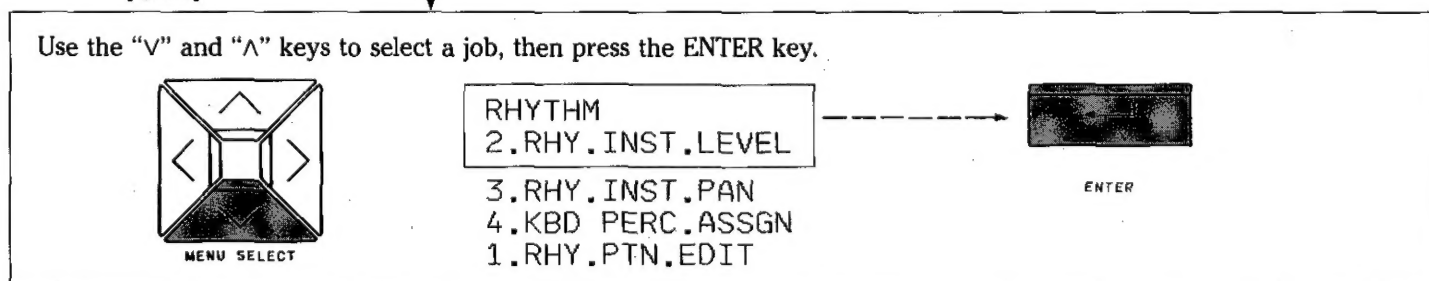 Use the “∨” and “∧” keys to select a job, then press the ENTER key.
RHYTHM
2.RHY.INST.LEVEL
3.RHY.INST.PAN
4.KBD PERC.ASSGN
1.RHY.PTN.EDIT
MENU SELECT
ENTER